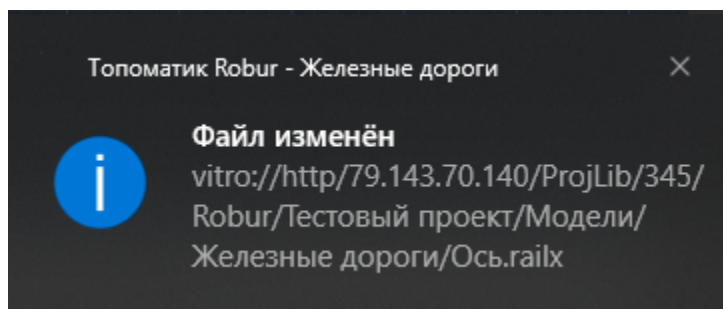 Топоматик Robur - Железные дороги
Файл изменён
vitro://http/79.143.70.140/ProjLib/345/
Robur/Тестовый проект/Модели/
Железные дороги/Ось.railx